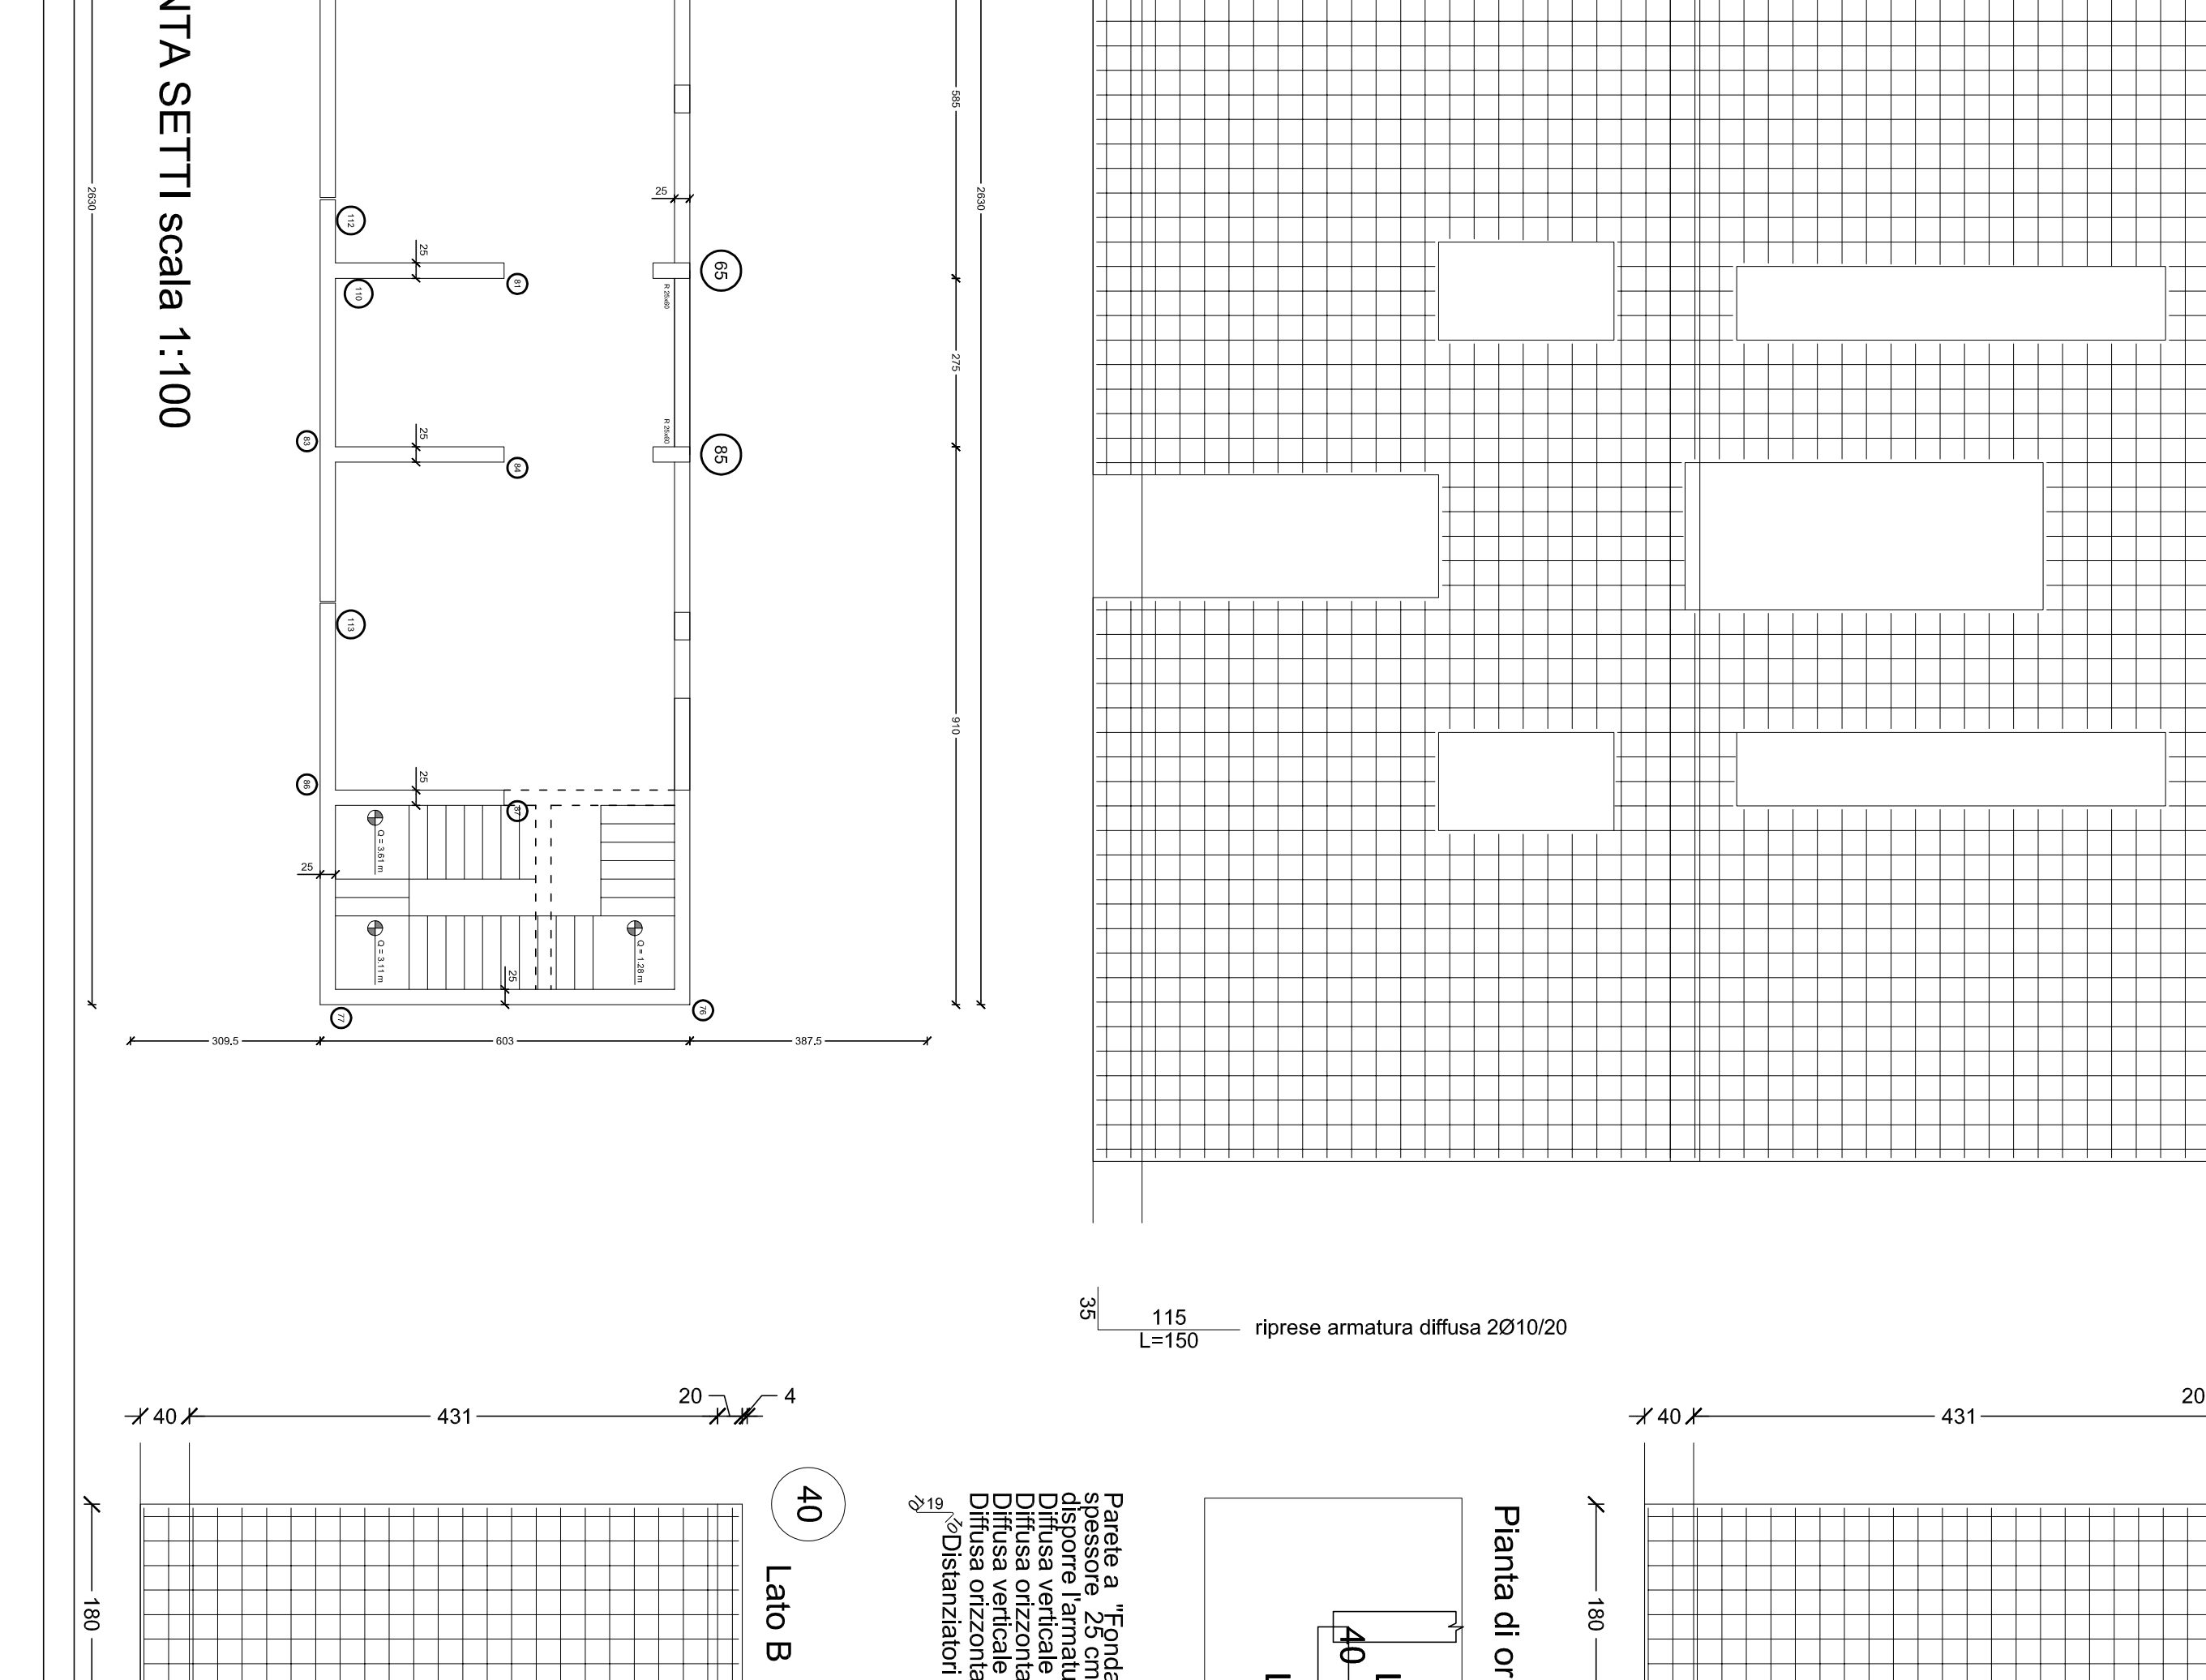 NTA SETTI scala 1:100
2630
585
275
910
2630
25
112
25
81
110
65
R 25x60
R 25x60
85
83
25
84
113
86
25
87
Q = 3.61 m
25
Q = 3.11 m
Q = 1.28 m
25
77
76
309.5
603
387.5
35
115
L=150
riprese armatura diffusa 2Ø10/20
40
431
20
4
40
431
20
180
40
Lato B
Parete a "Fonda
spessore 25 cm
disporre l'armatu
Diffusa verticale
Diffusa orizzonta
Diffusa verticale
Diffusa orizzonta
Distanziatori
10
19
10
40
L
L
Pianta di or
180